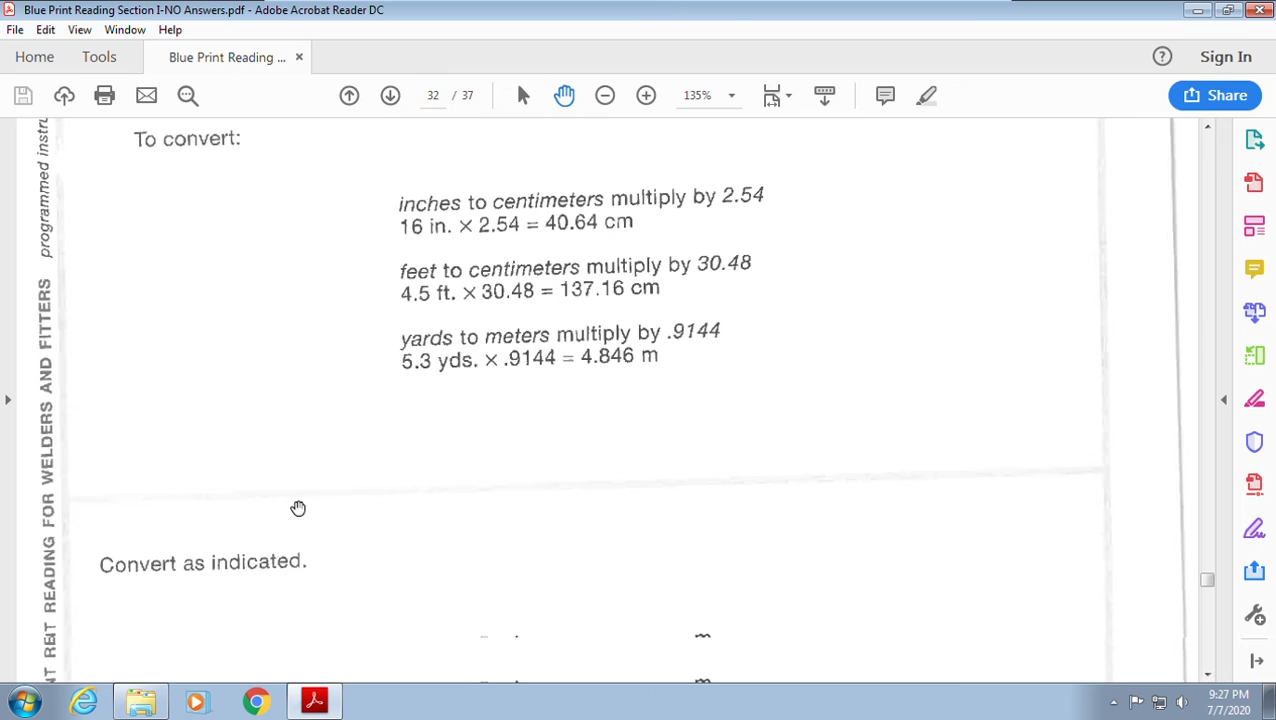 Blue Print Reading Section I-NO Answers.pdf - Adobe Acrobat Reader DC
File Edit View Window Help
Home Tools Blue Print Reading ... ×
Sign In
32 / 37
135%
Share
To convert:
inches to centimeters multiply by 2.54
16 in. × 2.54 = 40.64 cm
feet to centimeters multiply by 30.48
4.5 ft. × 30.48 = 137.16 cm
yards to meters multiply by .9144
5.3 yds. × .9144 = 4.846 m
programmed instru
READING FOR WELDERS AND FITTERS
Convert as indicated.
9:27 PM
7/7/2020